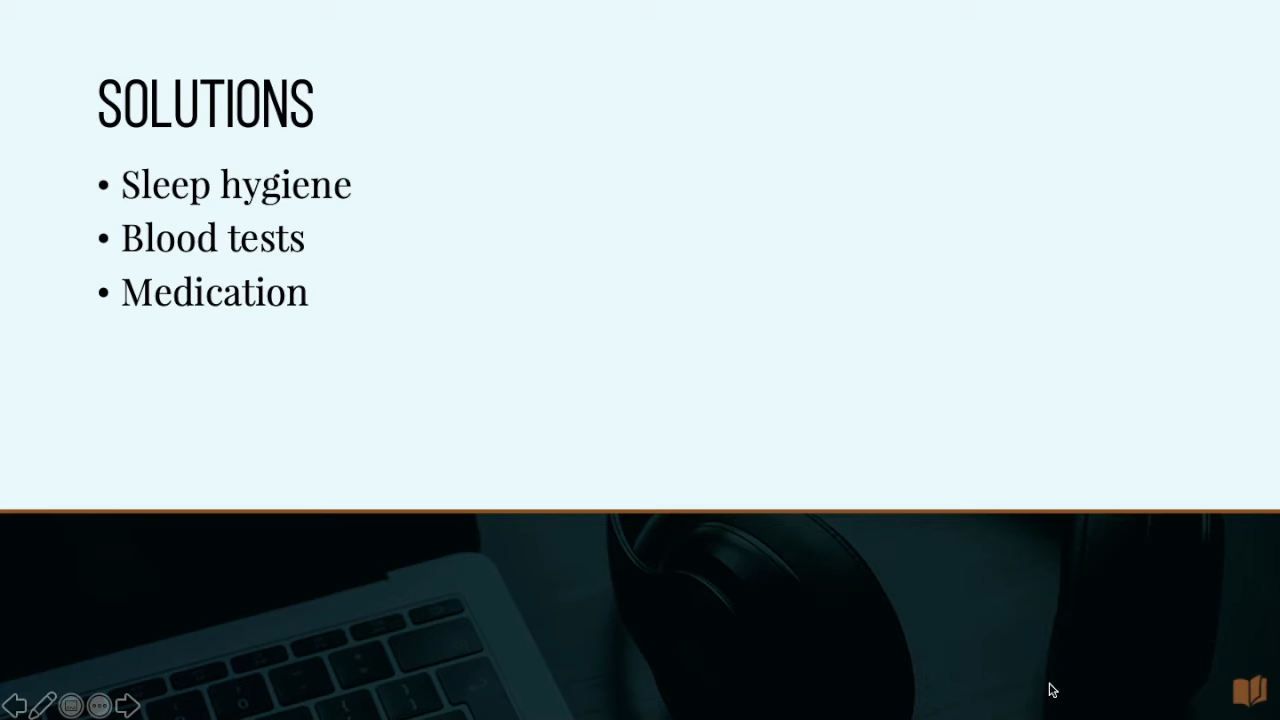 SOLUTIONS
• Sleep hygiene
• Blood tests
• Medication